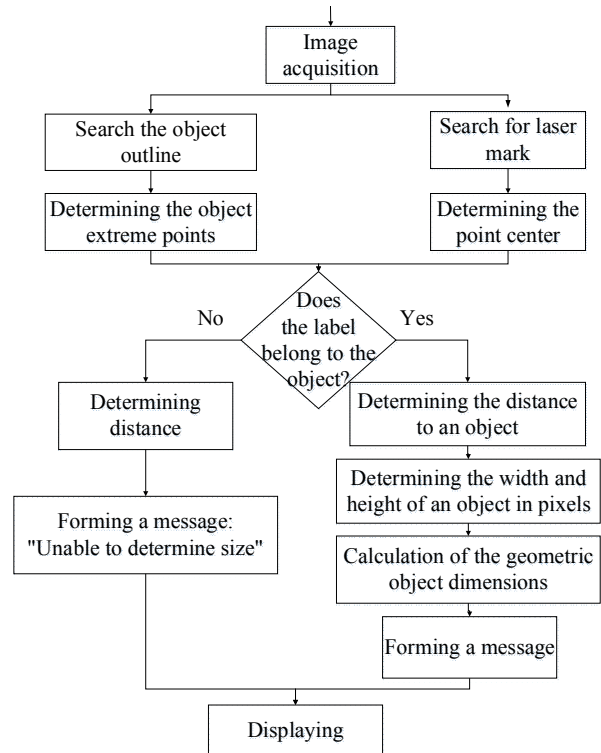 Image
acquisition
Search the object
outline
Search for laser
mark
Determining the object
extreme points
Determining the
point center
Does
the label
belong to the
object?
No
Yes
Determining
distance
Determining the distance
to an object
Forming a message:
"Unable to determine size"
Determining the width and
height of an object in pixels
Calculation of the geometric
object dimensions
Forming a message
Displaying